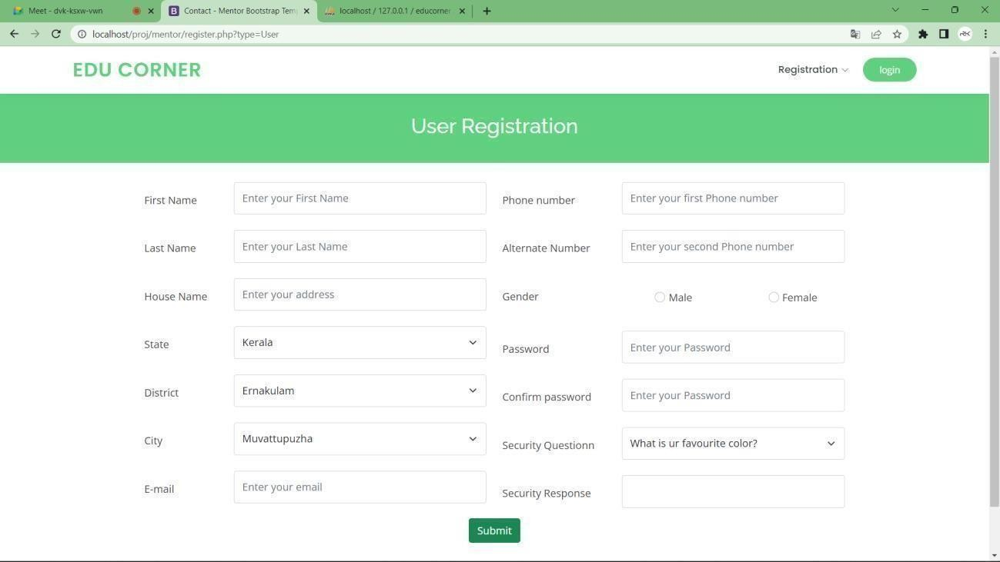 Meet - dvk-ksxw-vwn
Contact - Mentor Bootstrap Tem
localhost / 127.0.0.1 / educorner
localhost/proj/mentor/register.php?type=User
EDU CORNER
Registration
login
User Registration
First Name
Enter your First Name
Phone number
Enter your first Phone number
Last Name
Enter your Last Name
Alternate Number
Enter your second Phone number
House Name
Enter your address
Gender
Male
Female
State
Kerala
Password
Enter your Password
District
Ernakulam
Confirm password
Enter your Password
City
Muvattupuzha
Security Questionn
What is ur favourite color?
E-mail
Enter your email
Security Response
Submit